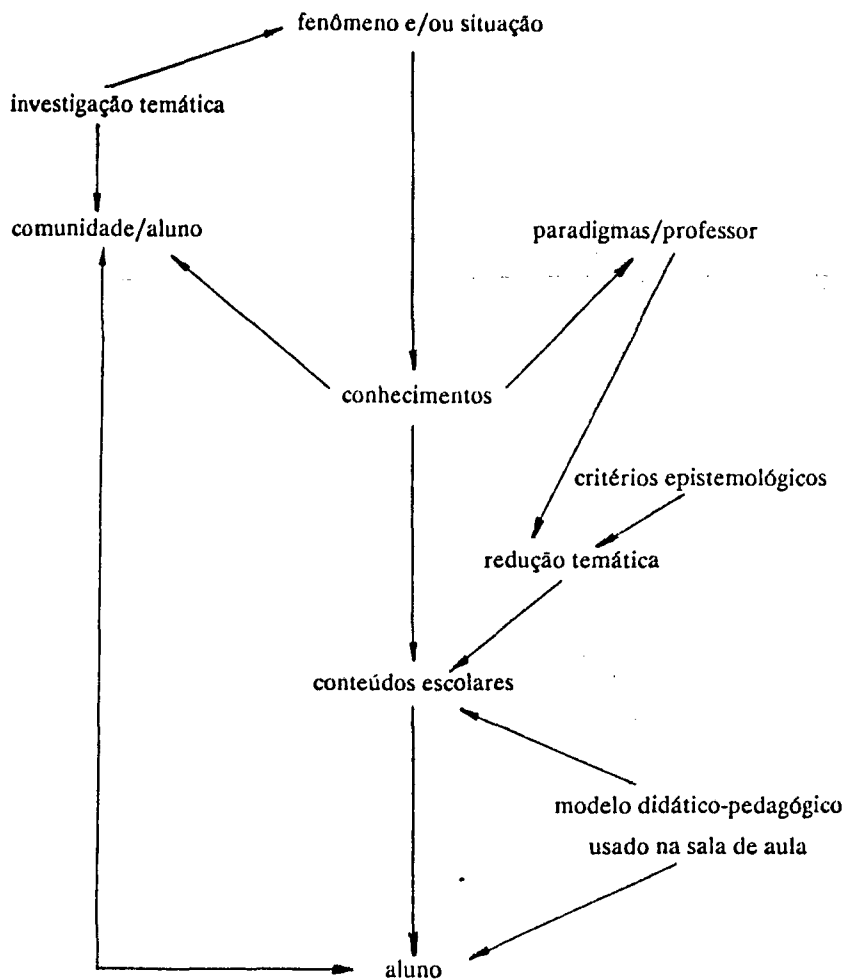 fenômeno e/ou situação
investigação temática
comunidade/aluno
paradigmas/professor
conhecimentos
critérios epistemológicos
redução temática
conteúdos escolares
modelo didático-pedagógico
usado na sala de aula
aluno